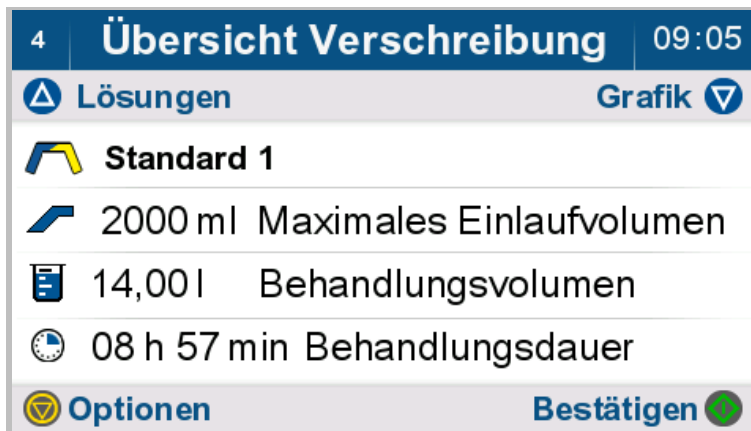 4 Übersicht Verschreibung 09:05
Lösungen Grafik
Standard 1
2000 ml Maximales Einlaufvolumen
14,00 l Behandlungsvolumen
08 h 57 min Behandlungsdauer
Optionen Bestätigen